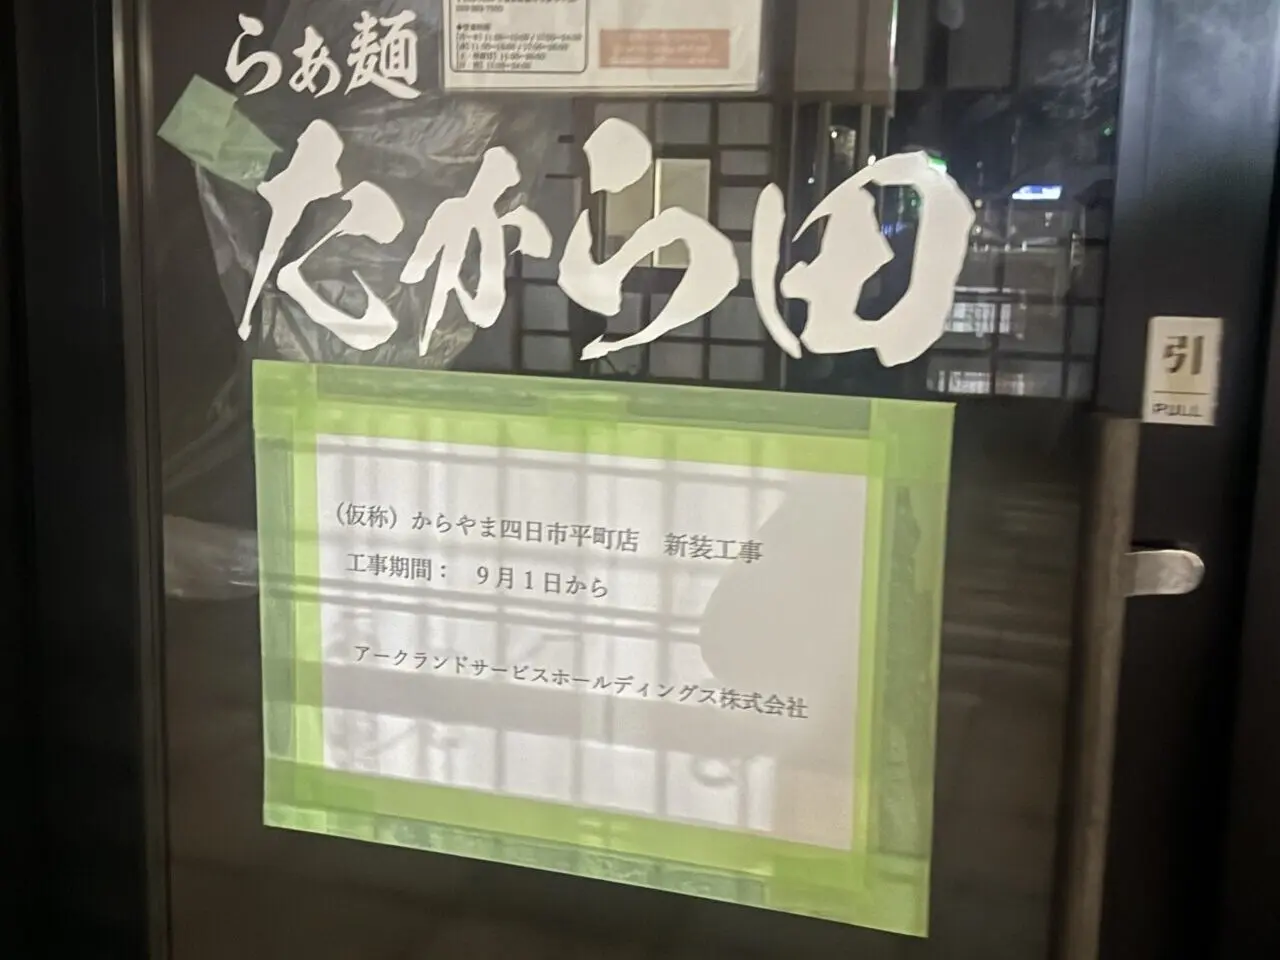 らぁ麺
たから田
引
PULL
（仮称）からやま四日市平町店　新装工事
工事期間：　９月１日から
アークランドサービスホールディングス株式会社